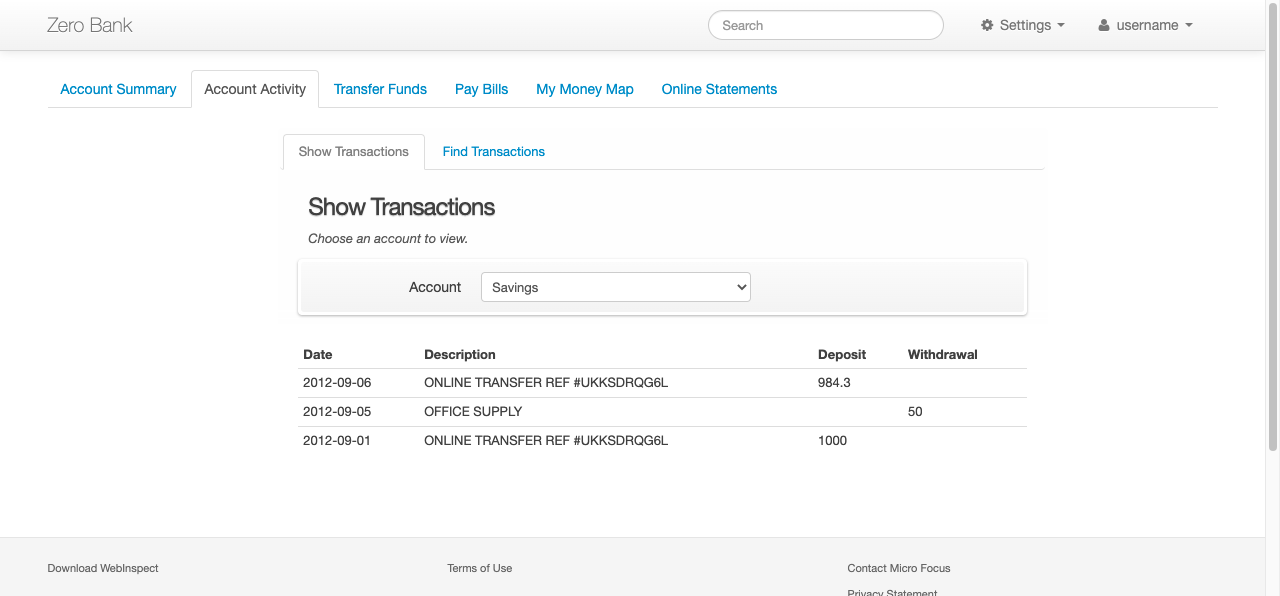 Zero Bank Search Settings username
Account Summary Account Activity Transfer Funds Pay Bills My Money Map Online Statements
Show Transactions Find Transactions
Show Transactions
Choose an account to view.
Account Savings
Date Description Deposit Withdrawal
2012-09-06 ONLINE TRANSFER REF #UKKSDRQG6L 984.3
2012-09-05 OFFICE SUPPLY 50
2012-09-01 ONLINE TRANSFER REF #UKKSDRQG6L 1000
Download WebInspect Terms of Use Contact Micro Focus
Privacy Statement